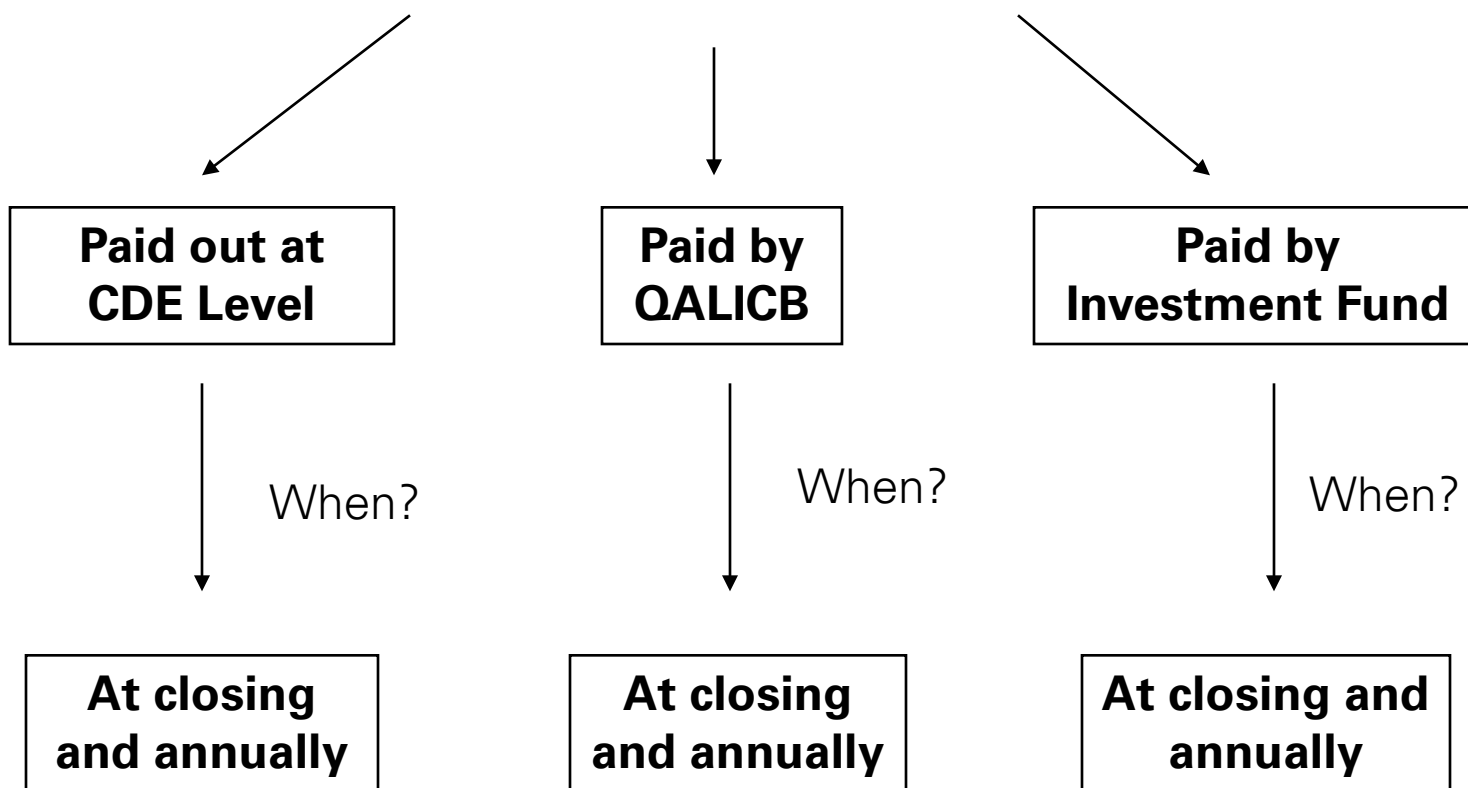 Paid out at
CDE Level
Paid by
QALICB
Paid by
Investment Fund
When?
When?
When?
At closing
and annually
At closing
and annually
At closing and
annually